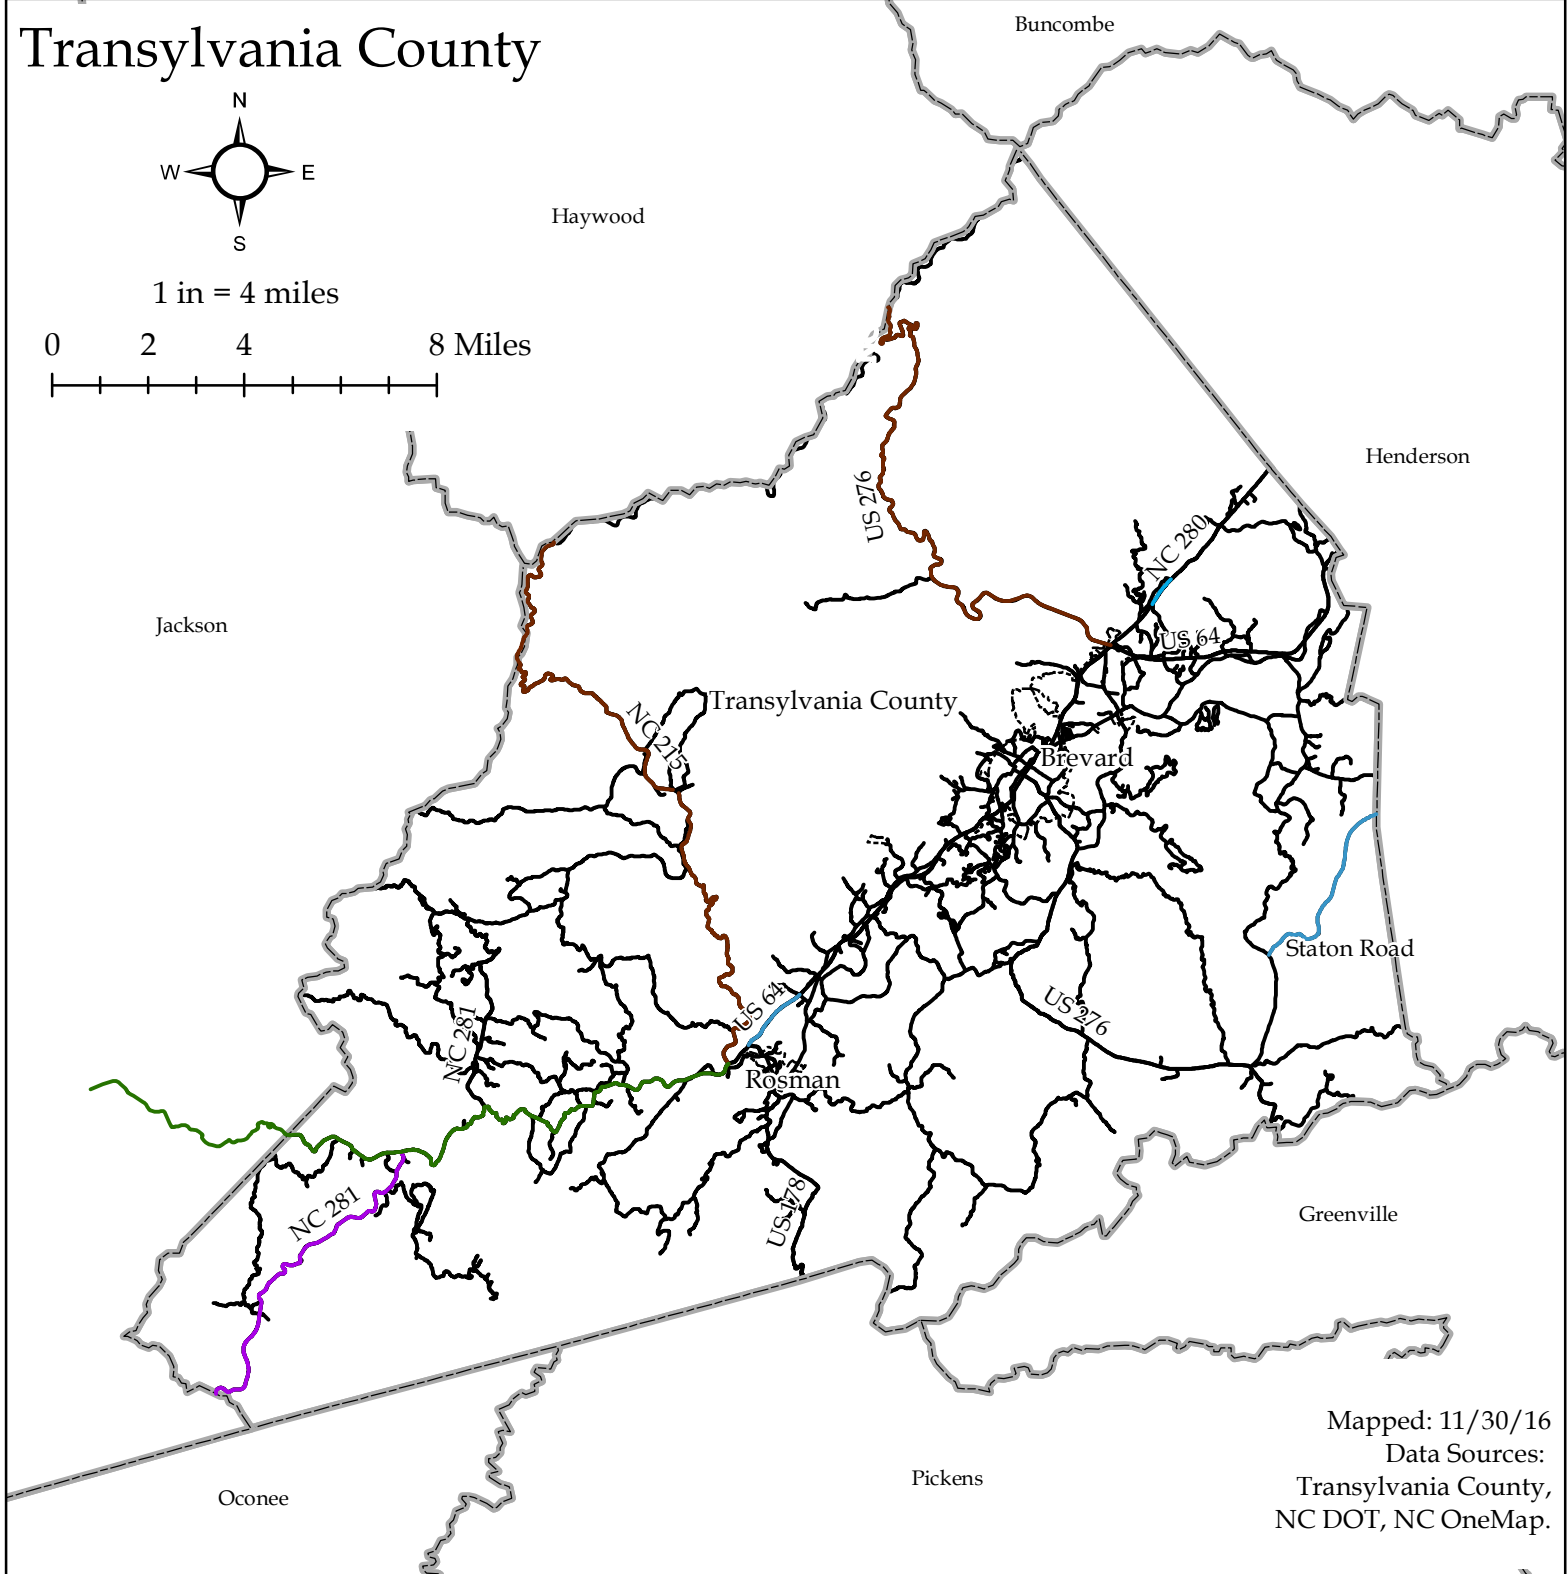 Transylvania County
Buncombe
N
W
E
S
Haywood
1 in = 4 miles
0
2
4
8 Miles
Henderson
US 276
NC 280
Jackson
US 64
Transylvania County
NC 215
Brevard
Staton Road
US 64
US 276
NC 281
Rosman
NC 281
US 178
Greenville
Mapped: 11/30/16
Data Sources:
Transylvania County,
NC DOT, NC OneMap.
Pickens
Oconee